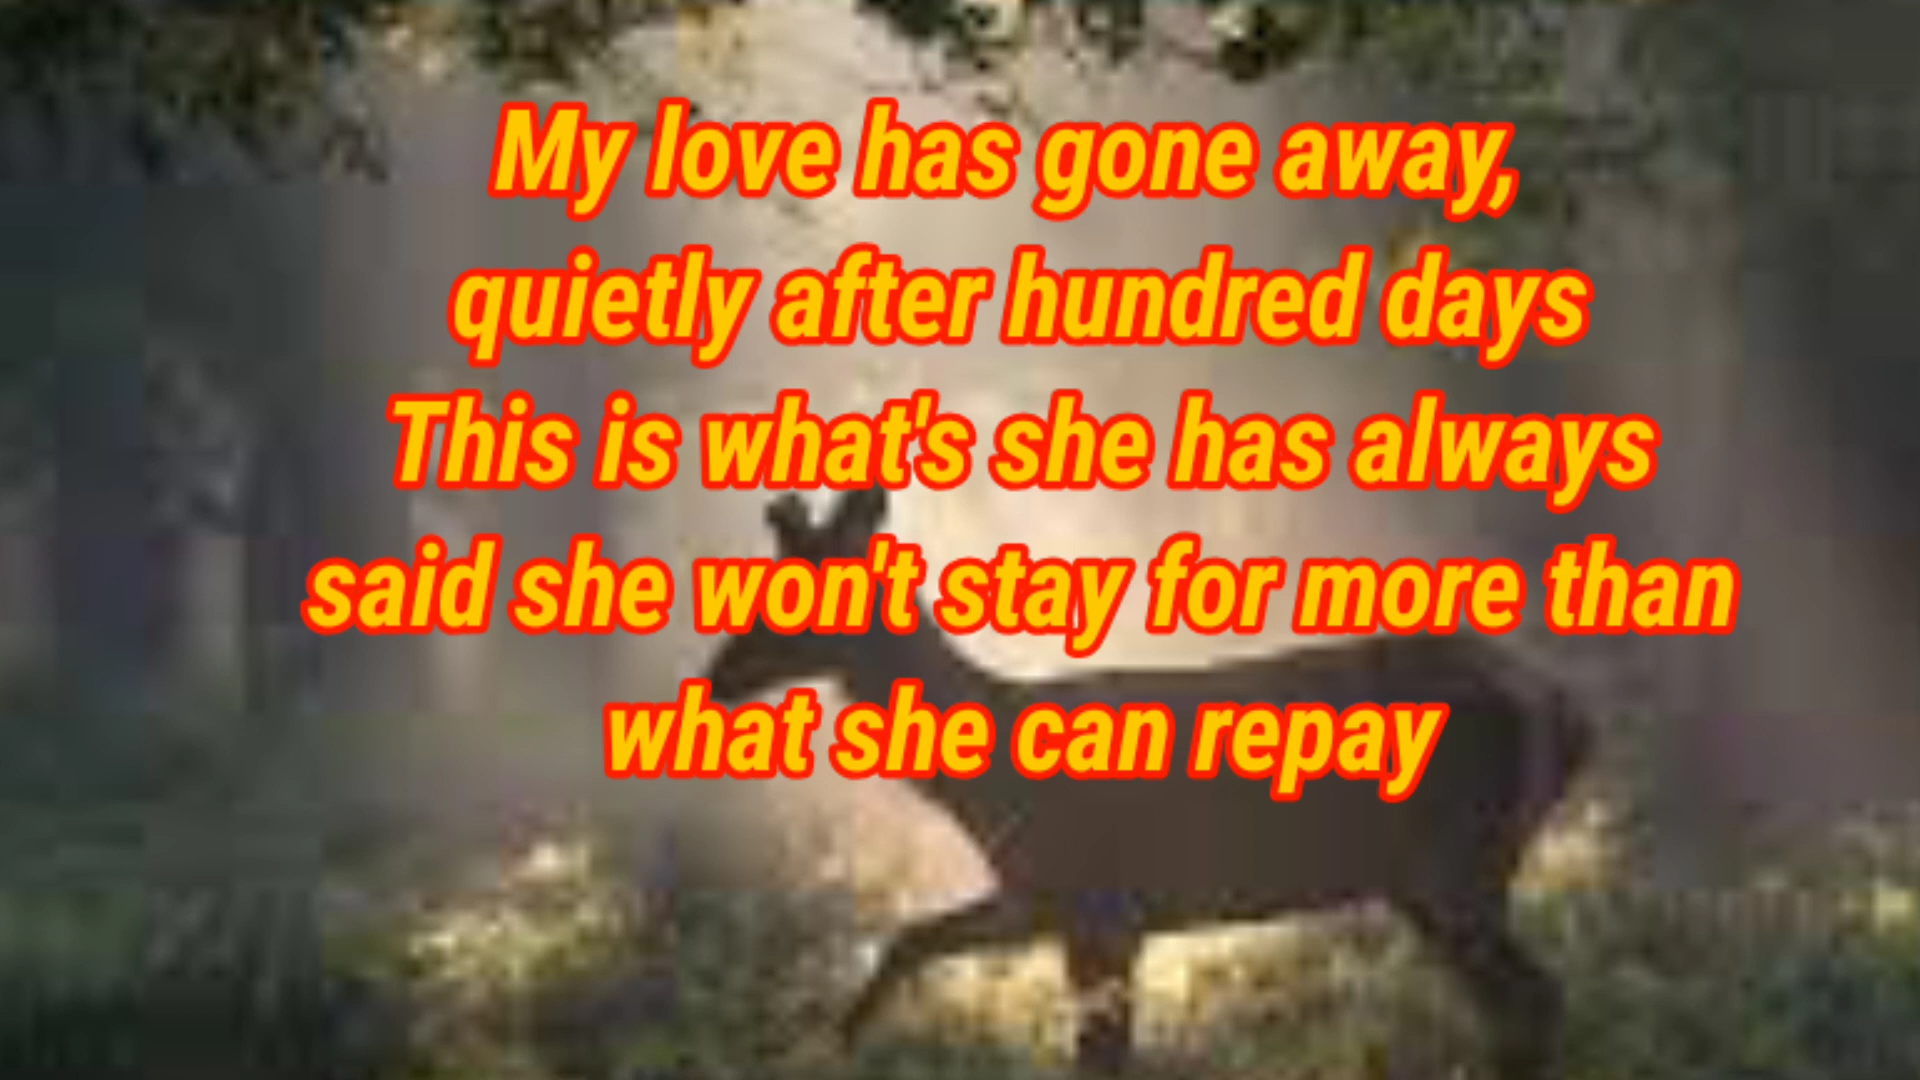 My love has gone away,
quietly after hundred days
This is what's she has always
said she won't stay for more than
what she can repay